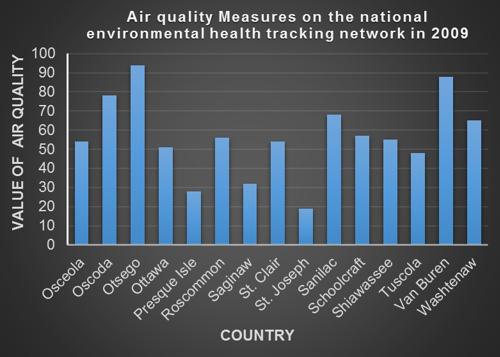 Air quality Measures on the national
environmental health tracking network in 2009
VALUE OF AIR QUALITY
100
90
80
70
60
50
40
30
20
10
0
Osceola
Oscoda
Otsego
Ottawa
Presque Isle
Roscommon
Saginaw
St. Clair
St. Joseph
Sanilac
Schoolcraft
Shiawassee
Tuscola
Van Buren
Washtenaw
COUNTRY